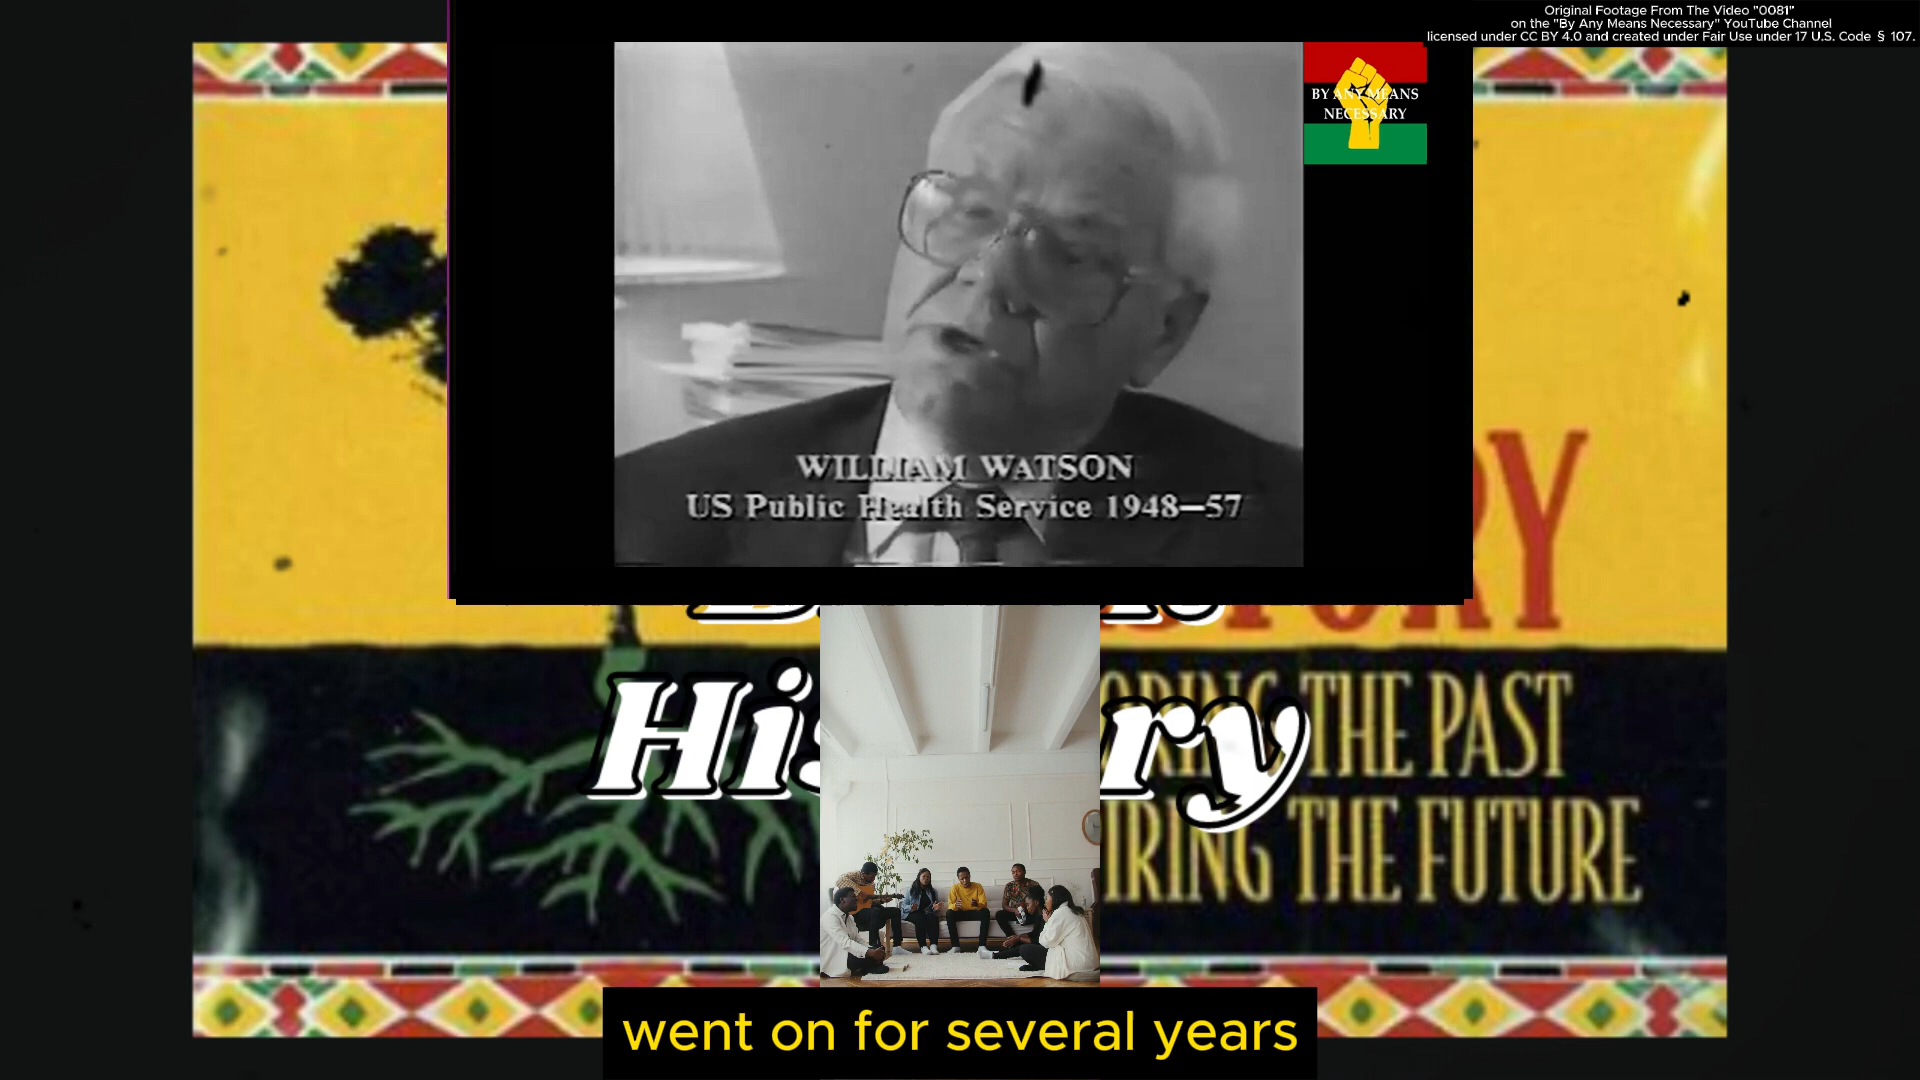 Original Footage From The Video "0081"
on the "By Any Means Necessary" YouTube Channel
licensed under CC BY 4.0 and created under Fair Use under 17 U.S. Code § 107.
BY ANY MEANS
NECESSARY
WILLIAM WATSON
US Public Health Service 1948–57
THE PAST
THE FUTURE
went on for several years